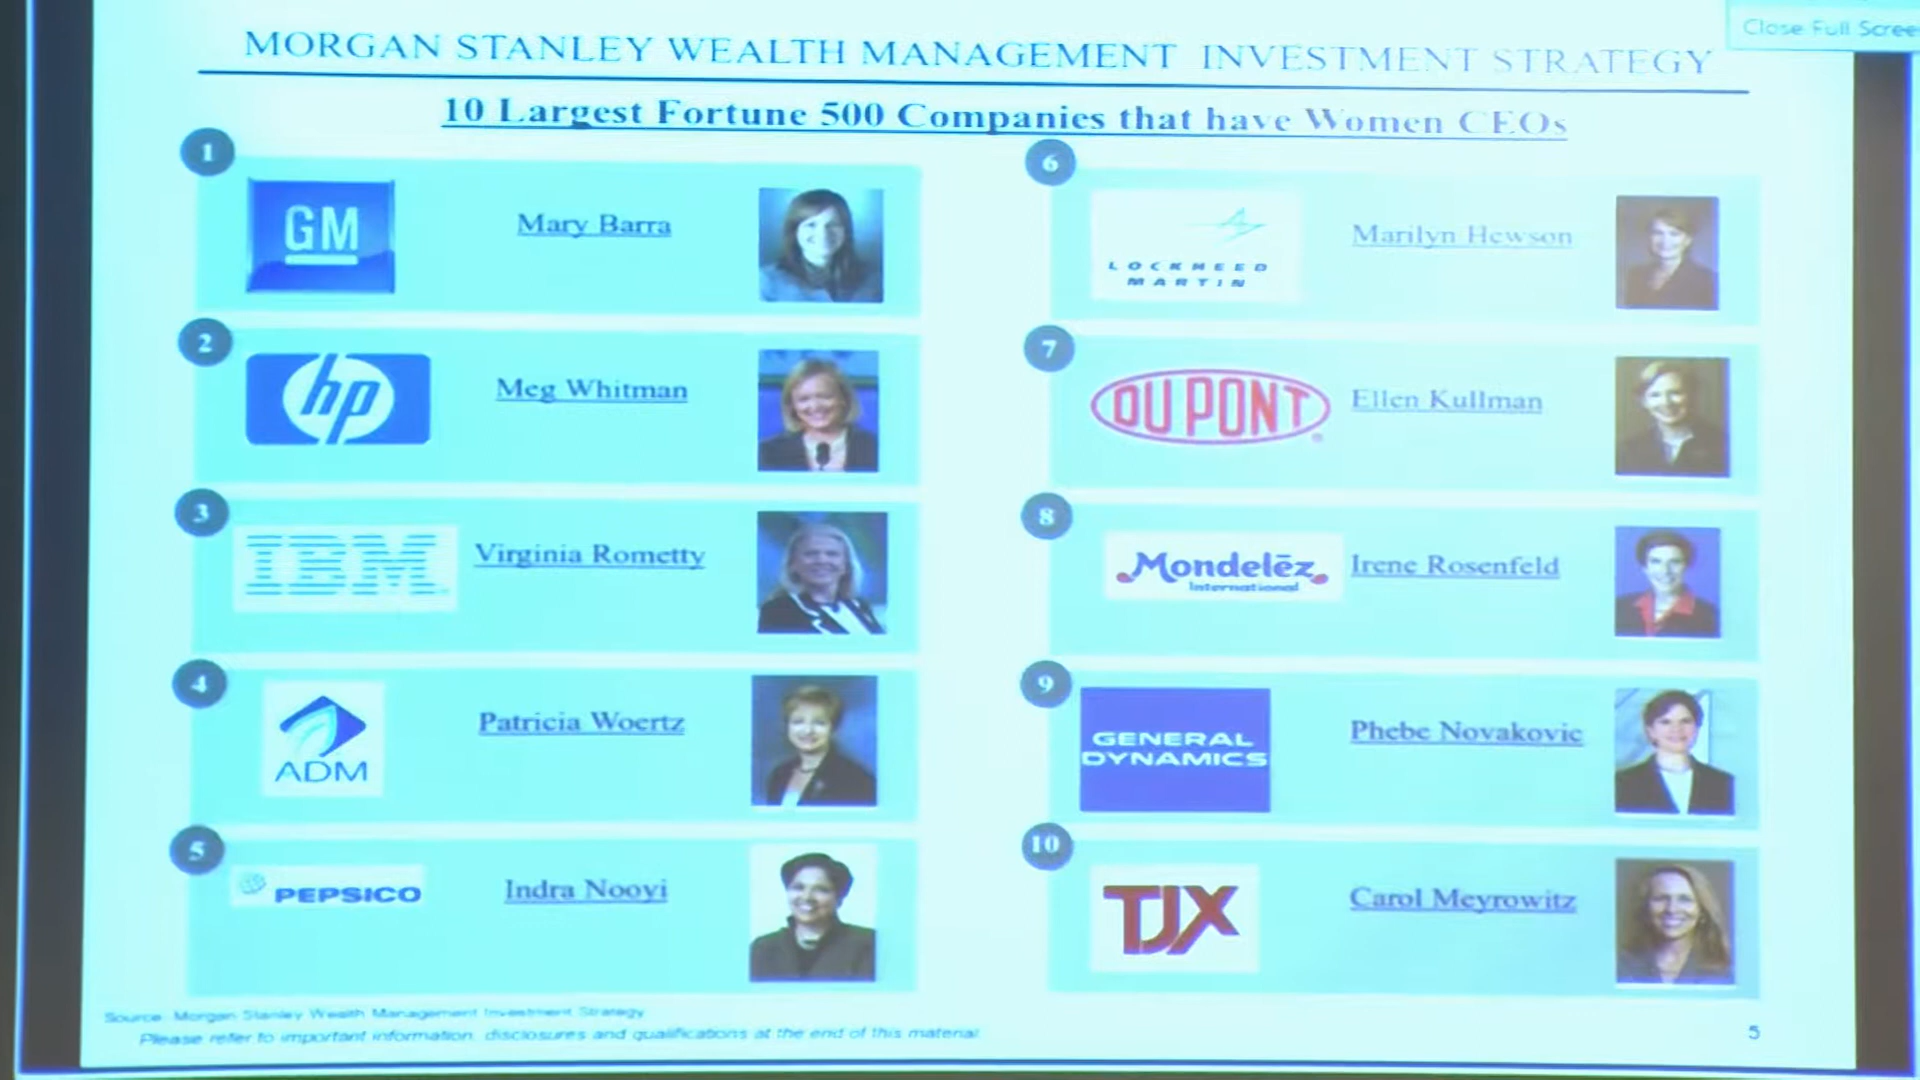 Close Full Scree
MORGAN STANLEY WEALTH MANAGEMENT INVESTMENT STRATEGY
10 Largest Fortune 500 Companies that have Women CEOs
1
GM
Mary Barra
2
hp
Meg Whitman
3
IBM
Virginia Rometty
4
ADM
Patricia Woertz
5
PEPSICO
Indra Nooyi
6
LOCKHEED
MARTIN
Marilyn Hewson
7
DU PONT
®
Ellen Kullman
8
Mondelēz
International
Irene Rosenfeld
9
GENERAL
DYNAMICS
Phebe Novakovic
10
TJX
Carol Meyrowitz
Source: Morgan Stanley Wealth Management Investment Strategy
Please refer to important information, disclosures and qualifications at the end of this material
5